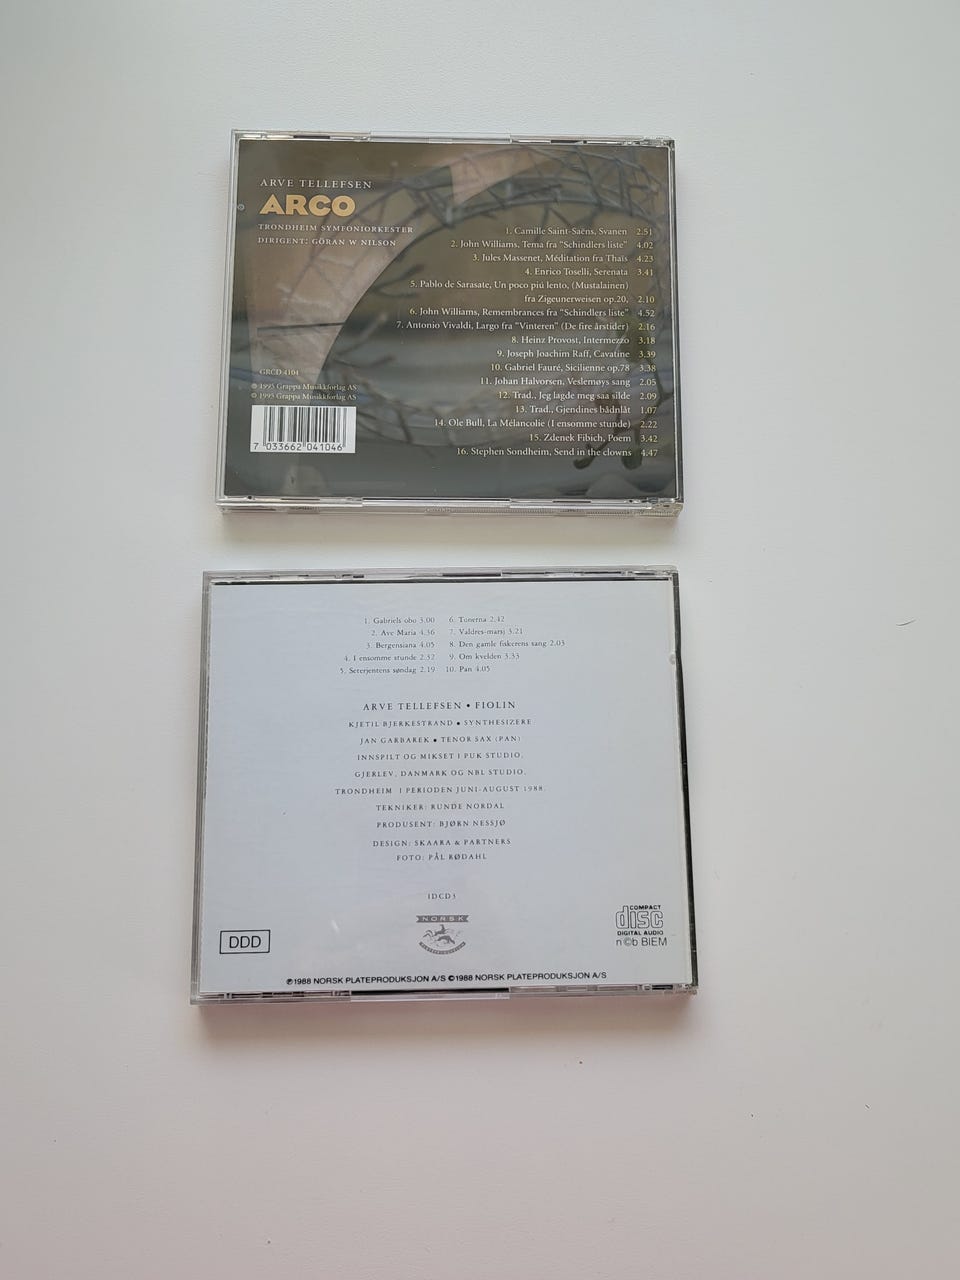 ARVE TELLEFSEN
ARCO
TRONDHEIM SYMFONIORKESTER
DIRIGENT: GÖRAN W NILSON
1. Camille Saint-Saëns, Svanen 2.51
2. John Williams, Tema fra "Schindlers liste" 4.02
3. Jules Massenet, Méditation fra Thaïs 4.23
4. Enrico Toselli, Serenata 3.41
5. Pablo de Sarasate, Un poco piú lento, (Mustalainen)
fra Zigeunerweisen op.20, 2.10
6. John Williams, Remembrances fra "Schindlers liste" 4.52
7. Antonio Vivaldi, Largo fra "Vinteren" (De fire årstider) 2.16
8. Heinz Provost, Intermezzo 3.18
9. Joseph Joachim Raff, Cavatine 3.39
10. Gabriel Fauré, Sicilienne op.78 3.38
11. Johan Halvorsen, Veslemøys sang 2.05
12. Trad., Jeg lagde meg saa silde 2.09
13. Trad., Gjendines bådnlåt 1.07
14. Ole Bull, La Mélancolie (I ensomme stunde) 2.22
15. Zdenek Fibich, Poem 3.42
16. Stephen Sondheim, Send in the clowns 4.47
GRCD 4104
℗ 1995 Grappa Musikkforlag AS
© 1995 Grappa Musikkforlag AS
7 033662 041046
1. Gabriels obo 3.00
2. Ave Maria 4.36
3. Bergensiana 4.05
4. I ensomme stunde 2.32
5. Seterjentens søndag 2.19
6. Tonerna 2.42
7. Valdres-marsj 3.21
8. Den gamle fiskerens sang 2.03
9. Om kvelden 3.33
10. Pan 4.05
ARVE TELLEFSEN • FIOLIN
KJETIL BJERKESTRAND • SYNTHESIZERE
JAN GARBAREK • TENOR SAX (PAN)
INNSPILT OG MIKSET I PUK STUDIO,
GJERLEV, DANMARK OG NBL STUDIO,
TRONDHEIM I PERIODEN JUNI-AUGUST 1988.
TEKNIKER: RUNDE NORDAL
PRODUSENT: BJØRN NESSJØ
DESIGN: SKAARA & PARTNERS
FOTO: PÅL RØDAHL
IDCD3
NORSK
PLATEPRODUKSJON
DDD
COMPACT
disc
DIGITAL AUDIO
n©b BIEM
℗1988 NORSK PLATEPRODUKSJON A/S ©1988 NORSK PLATEPRODUKSJON A/S